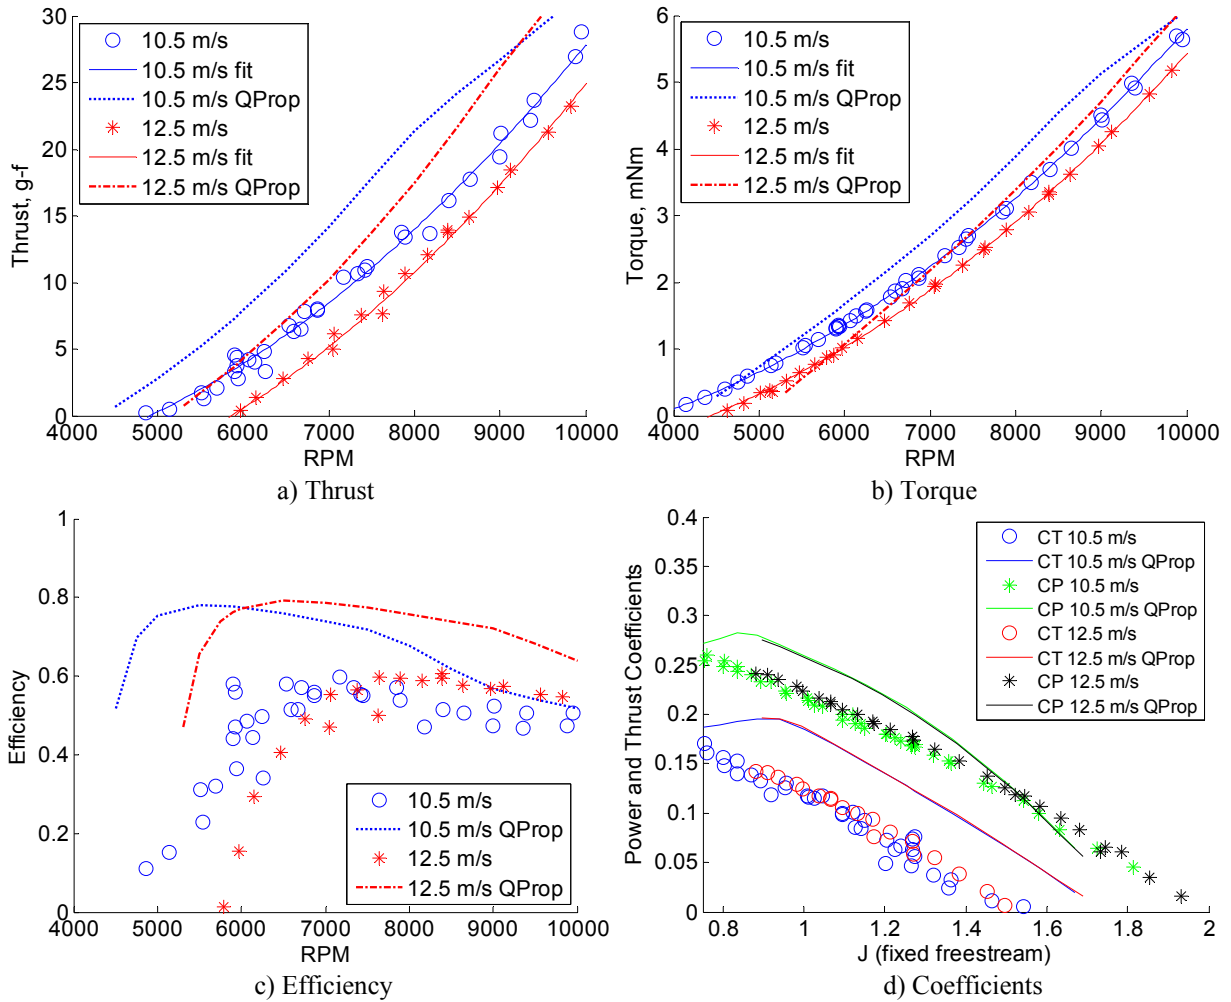 30
25
20
15
10
5
0
Thrust, g-f
10.5 m/s
10.5 m/s fit
10.5 m/s QProp
12.5 m/s
12.5 m/s fit
12.5 m/s QProp
4000 5000 6000 7000 8000 9000 10000
RPM
a) Thrust
6
5
4
3
2
1
0
Torque, mNm
10.5 m/s
10.5 m/s fit
10.5 m/s QProp
12.5 m/s
12.5 m/s fit
12.5 m/s QProp
4000 5000 6000 7000 8000 9000 10000
RPM
b) Torque
1
0.8
0.6
0.4
0.2
0
Efficiency
10.5 m/s
10.5 m/s QProp
12.5 m/s
12.5 m/s QProp
4000 5000 6000 7000 8000 9000 10000
RPM
c) Efficiency
0.4
0.35
0.3
0.25
0.2
0.15
0.1
0.05
0
Power and Thrust Coefficients
CT 10.5 m/s
CT 10.5 m/s QProp
CP 10.5 m/s
CP 10.5 m/s QProp
CT 12.5 m/s
CT 12.5 m/s QProp
CP 12.5 m/s
CP 12.5 m/s QProp
0.8 1 1.2 1.4 1.6 1.8 2
J (fixed freestream)
d) Coefficients